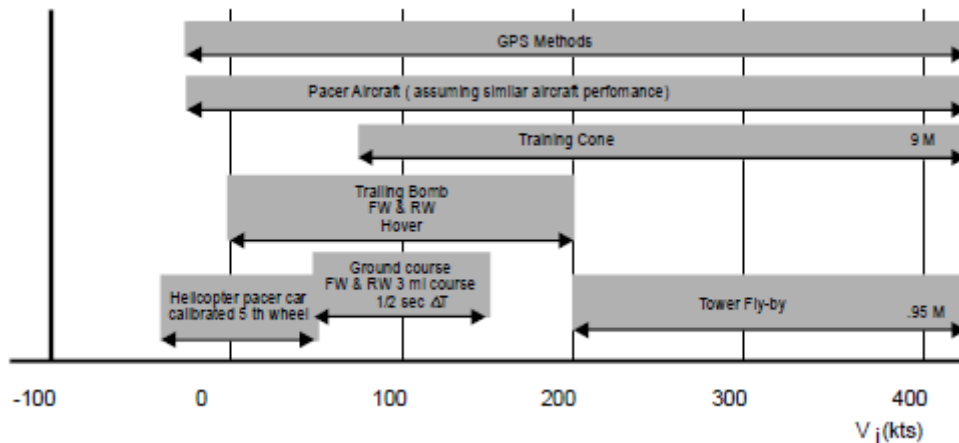 GPS Methods
Pacer Aircraft ( assuming similar aircraft perfomance)
Training Cone 9 M
Trailing Bomb
FW & RW
Hover
Ground course
FW & RW 3 mi course
1/2 sec ΔT
Helicopter pacer car
calibrated 5 th wheel
Tower Fly-by
.95 M
-100 0 100 200 300 400
V i (kts)